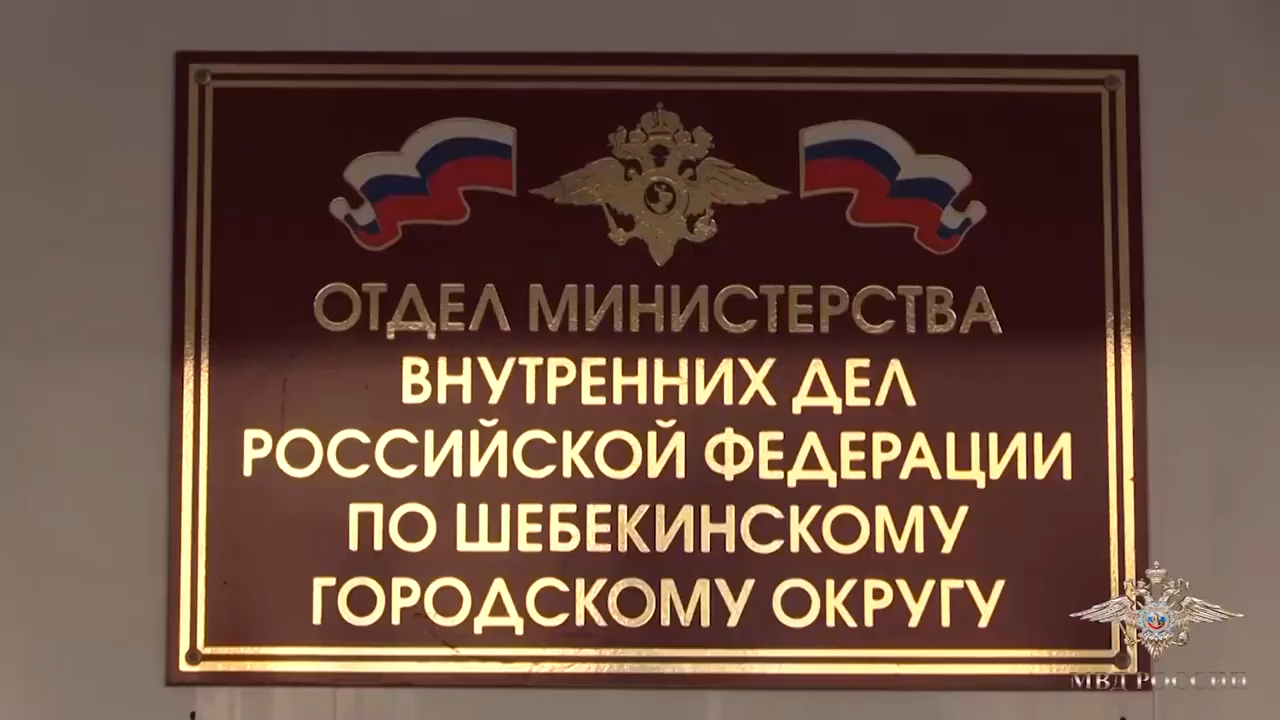 ОТДЕЛ МИНИСТЕРСТВА
ВНУТРЕННИХ ДЕЛ
РОССИЙСКОЙ ФЕДЕРАЦИИ
ПО ШЕБЕКИНСКОМУ
ГОРОДСКОМУ ОКРУГУ
МВД РОССИИ